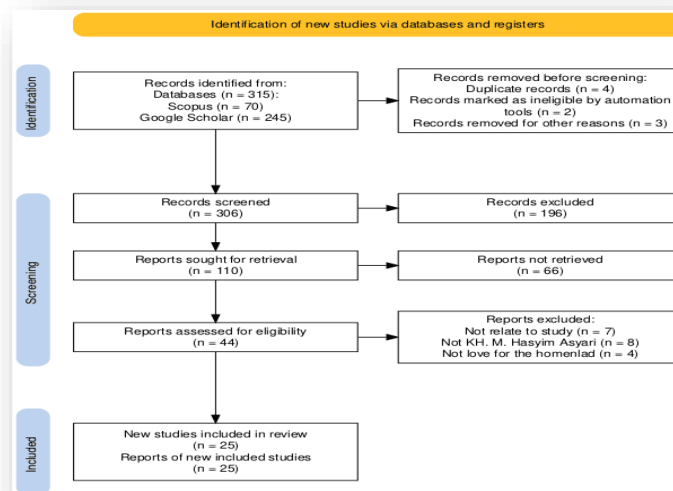 Identification of new studies via databases and registers
Identification
Records identified from:
Databases (n = 315):
Scopus (n = 70)
Google Scholar (n = 245)
Records removed before screening:
Duplicate records (n = 4)
Records marked as ineligible by automation
tools (n = 2)
Records removed for other reasons (n = 3)
Screening
Records screened
(n = 306)
Records excluded
(n = 196)
Reports sought for retrieval
(n = 110)
Reports not retrieved
(n = 66)
Reports assessed for eligibility
(n = 44)
Reports excluded:
Not relate to study (n = 7)
Not KH. M. Hasyim Asyari (n = 8)
Not love for the homenlad (n = 4)
Included
New studies included in review
(n = 25)
Reports of new included studies
(n = 25)